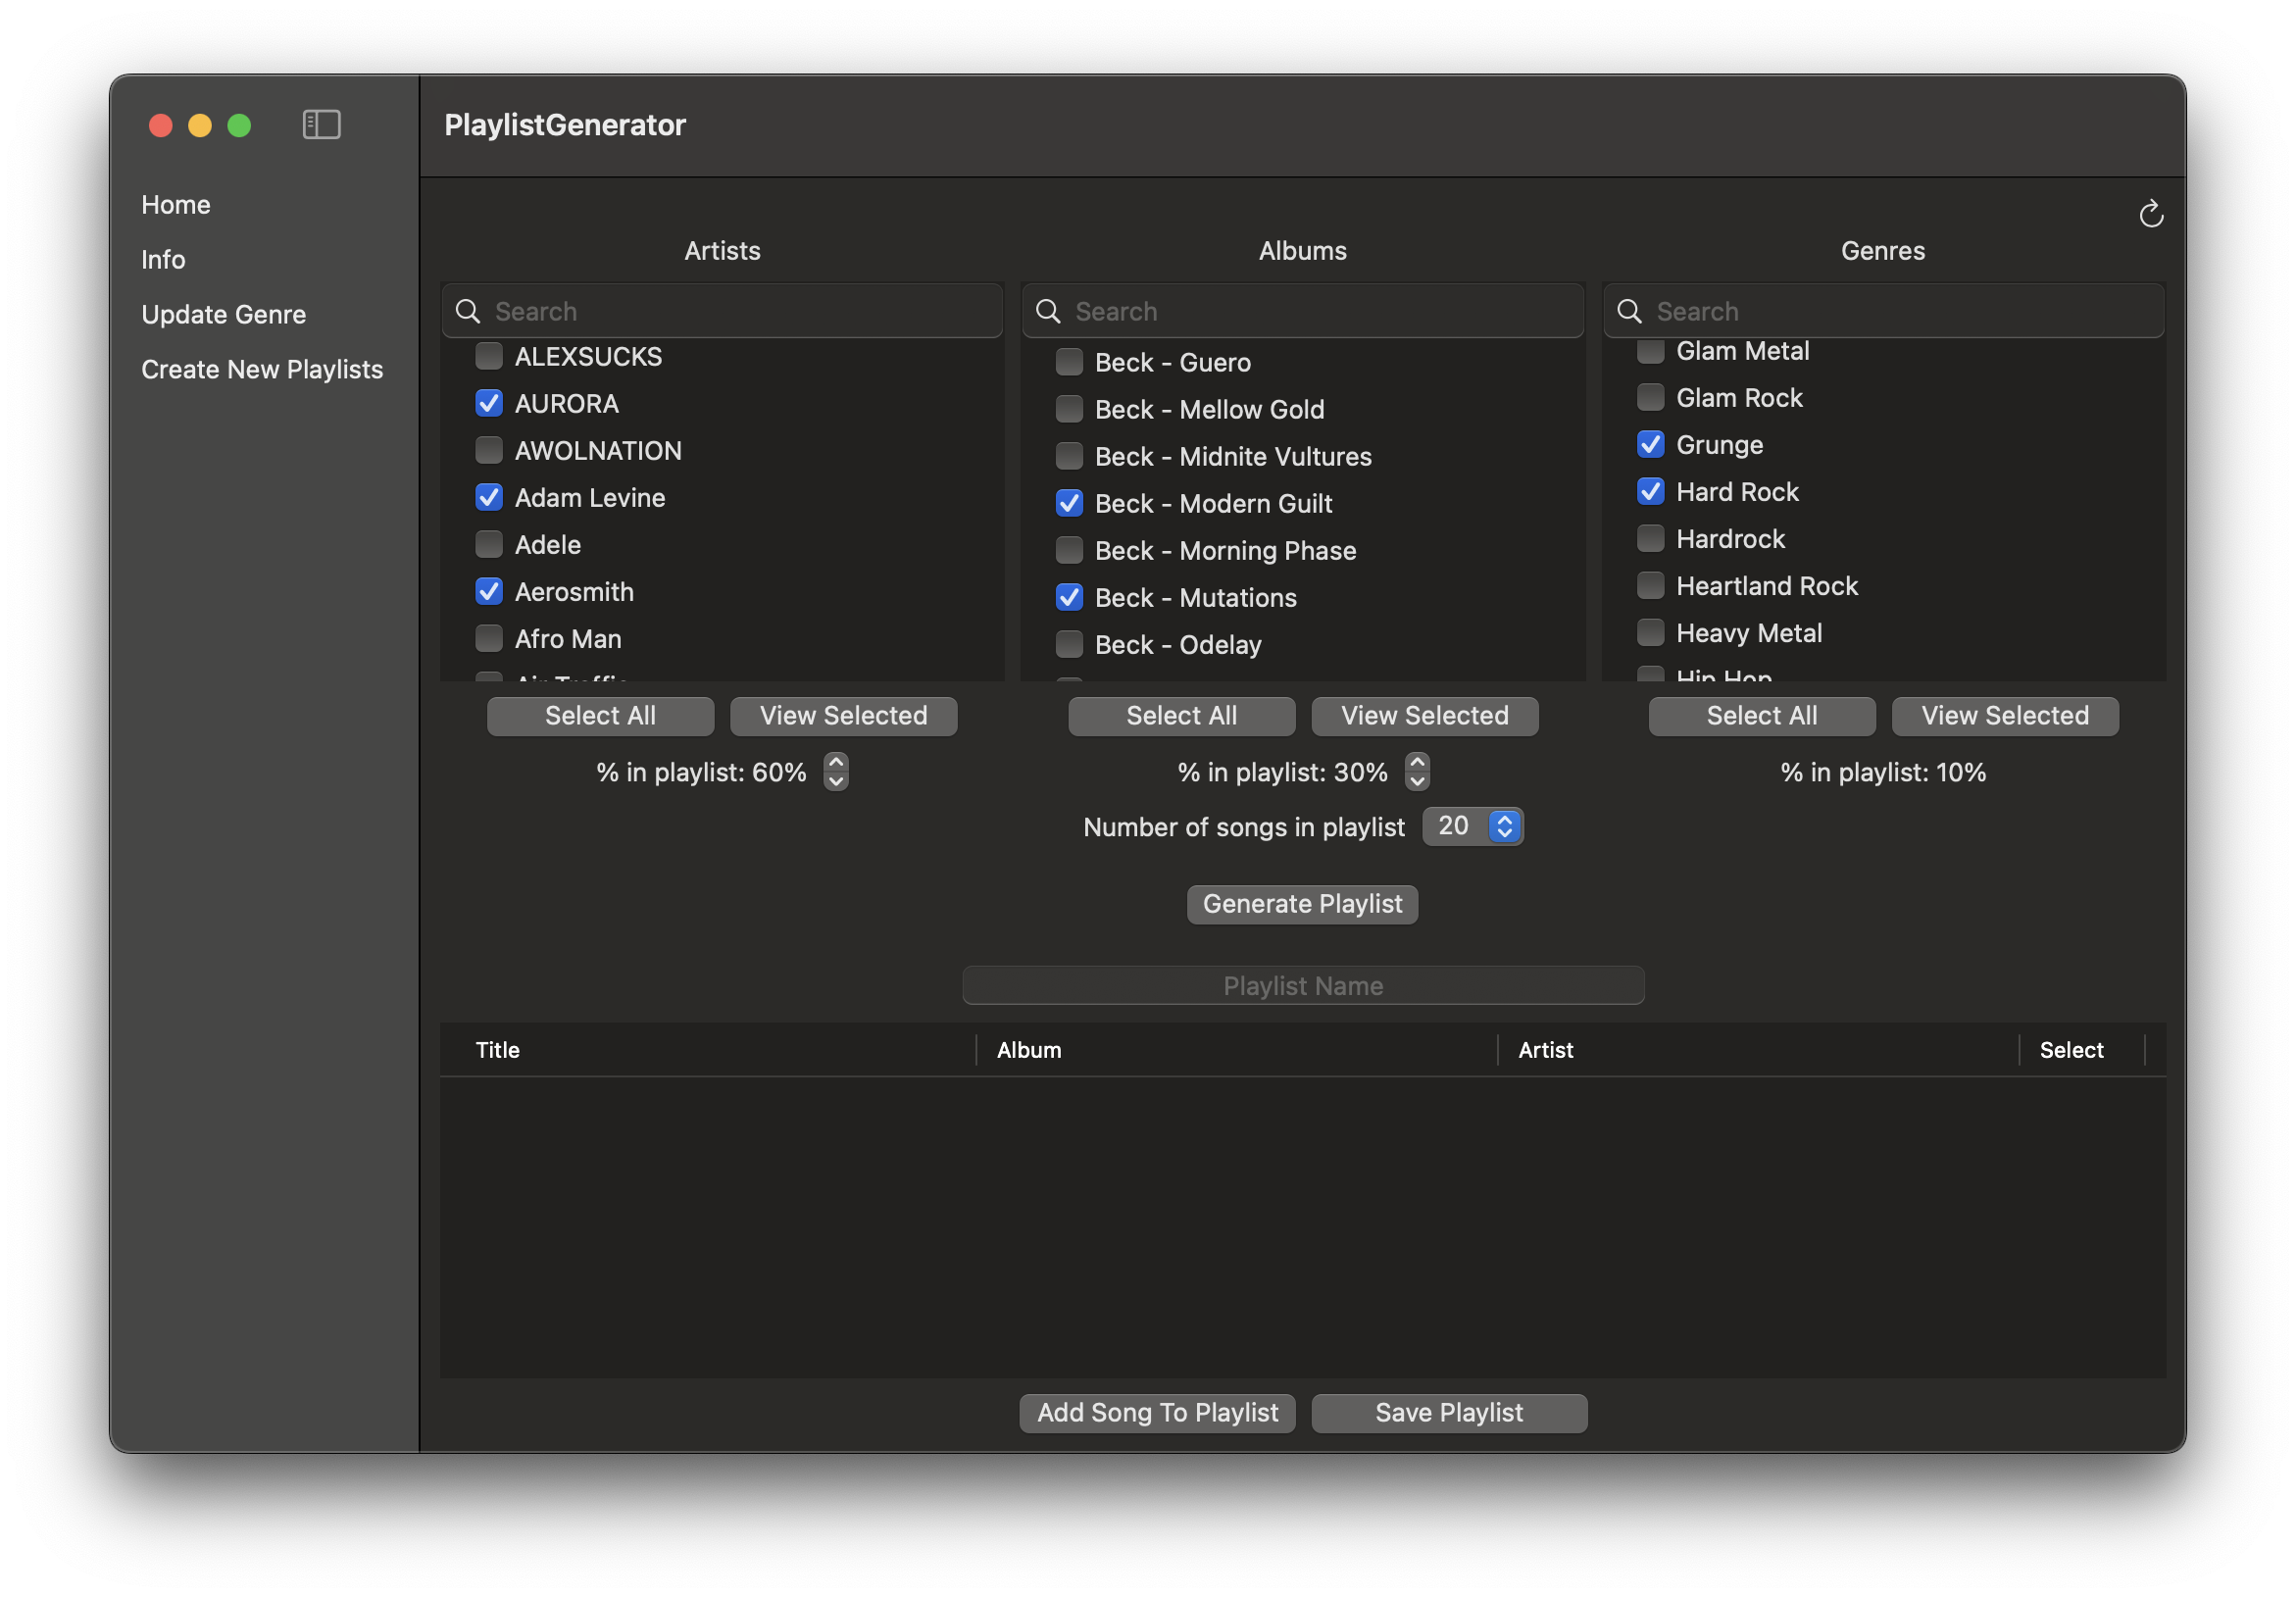 PlaylistGenerator
Home
Info
Update Genre
Create New Playlists
Artists
Search
ALEXSUCKS
AURORA
AWOLNATION
Adam Levine
Adele
Aerosmith
Afro Man
Air Traffic
Select All View Selected
% in playlist: 60%
Albums
Search
Beck - Guero
Beck - Mellow Gold
Beck - Midnite Vultures
Beck - Modern Guilt
Beck - Morning Phase
Beck - Mutations
Beck - Odelay
Select All View Selected
% in playlist: 30%
Genres
Search
Glam Metal
Glam Rock
Grunge
Hard Rock
Hardrock
Heartland Rock
Heavy Metal
Hip Hop
Select All View Selected
% in playlist: 10%
Number of songs in playlist 20
Generate Playlist
Playlist Name
Title Album Artist Select
Add Song To Playlist Save Playlist